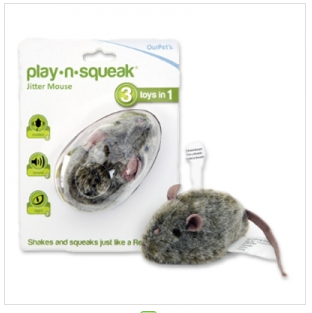 OurPet's
play·n·squeak®
Jitter Mouse
3 toys in 1
Shakes and squeaks just like a Re